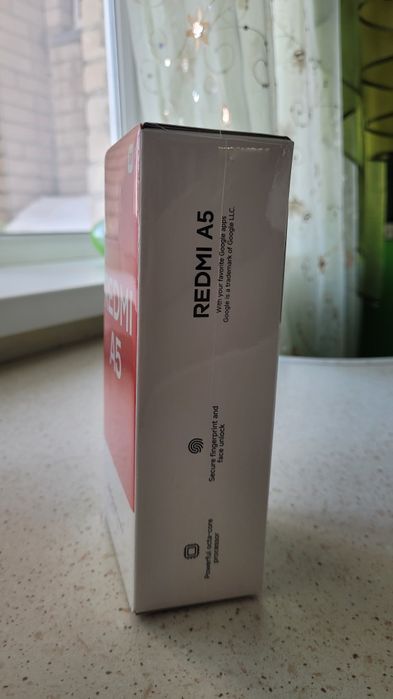 REDMI A5
With your favorite Google apps
Google is a trademark of Google LLC.
Secure fingerprint and
face unlock
Powerful octa-core
processor
REDMI
A5